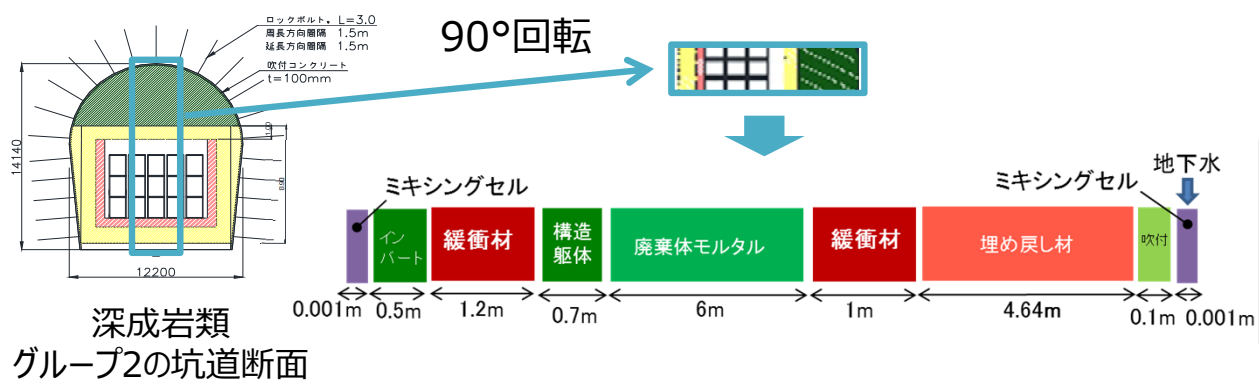 ロックボルト，L=3.0
周長方向間隔 1.5m
延長方向間隔 1.5m
吹付コンクリート
t=100mm
14140
12200
深成岩類
グループ2の坑道断面
90°回転
地下水
ミキシングセル
ミキシングセル
イン
バート
緩衝材
構造
躯体
廃棄体モルタル
緩衝材
埋め戻し材
吹付
0.001m
0.5m
1.2m
0.7m
6m
1m
4.64m
0.1m
0.001m